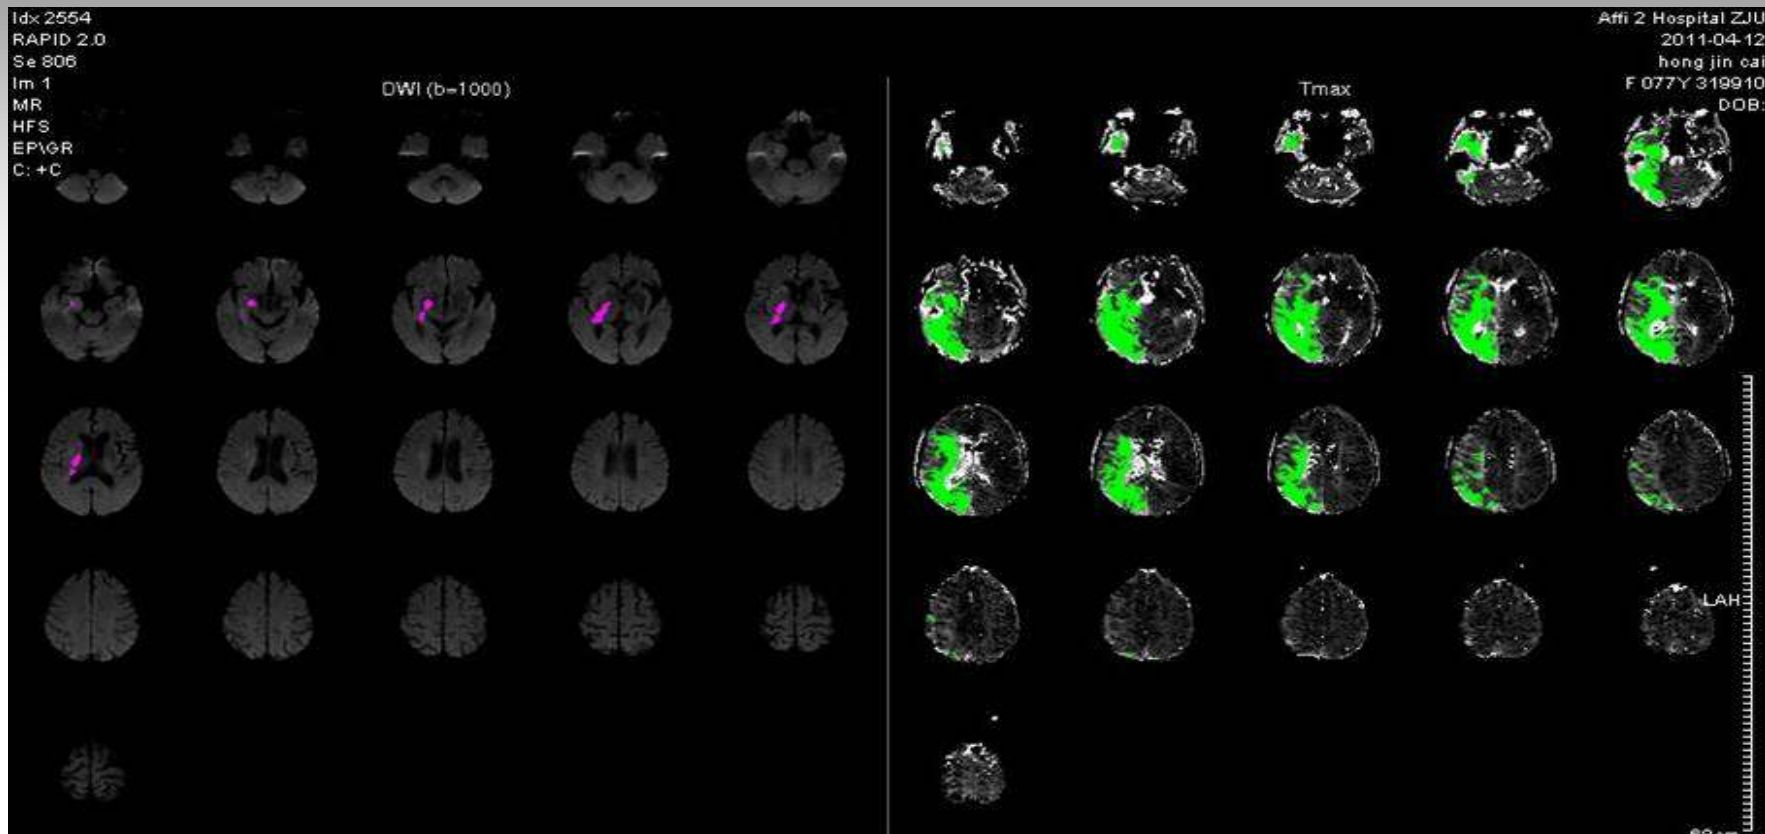 Idx 2554
RAPID 2.0
Se 806
Im 1
MR
HFS
EP\GR
C: +C
DWI (b=1000)
Affi 2 Hospital ZJU
2011-04-12
hong jin cai
F 077Y 319910
DOB:
Tmax
LAH